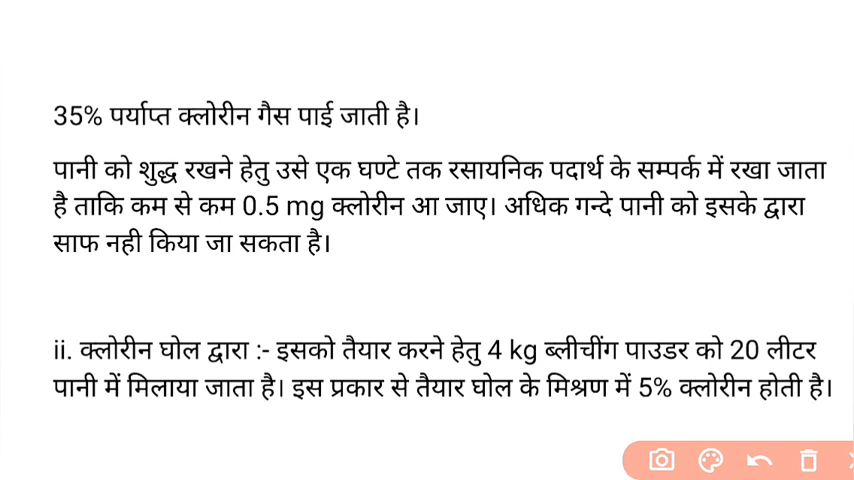 35% पर्याप्त क्लोरीन गैस पाई जाती है।
पानी को शुद्ध रखने हेतु उसे एक घण्टे तक रसायनिक पदार्थ के सम्पर्क में रखा जाता
है ताकि कम से कम 0.5 mg क्लोरीन आ जाए। अधिक गन्दे पानी को इसके द्वारा
साफ नही किया जा सकता है।
ii. क्लोरीन घोल द्वारा :- इसको तैयार करने हेतु 4 kg ब्लीचींग पाउडर को 20 लीटर
पानी में मिलाया जाता है। इस प्रकार से तैयार घोल के मिश्रण में 5% क्लोरीन होती है।